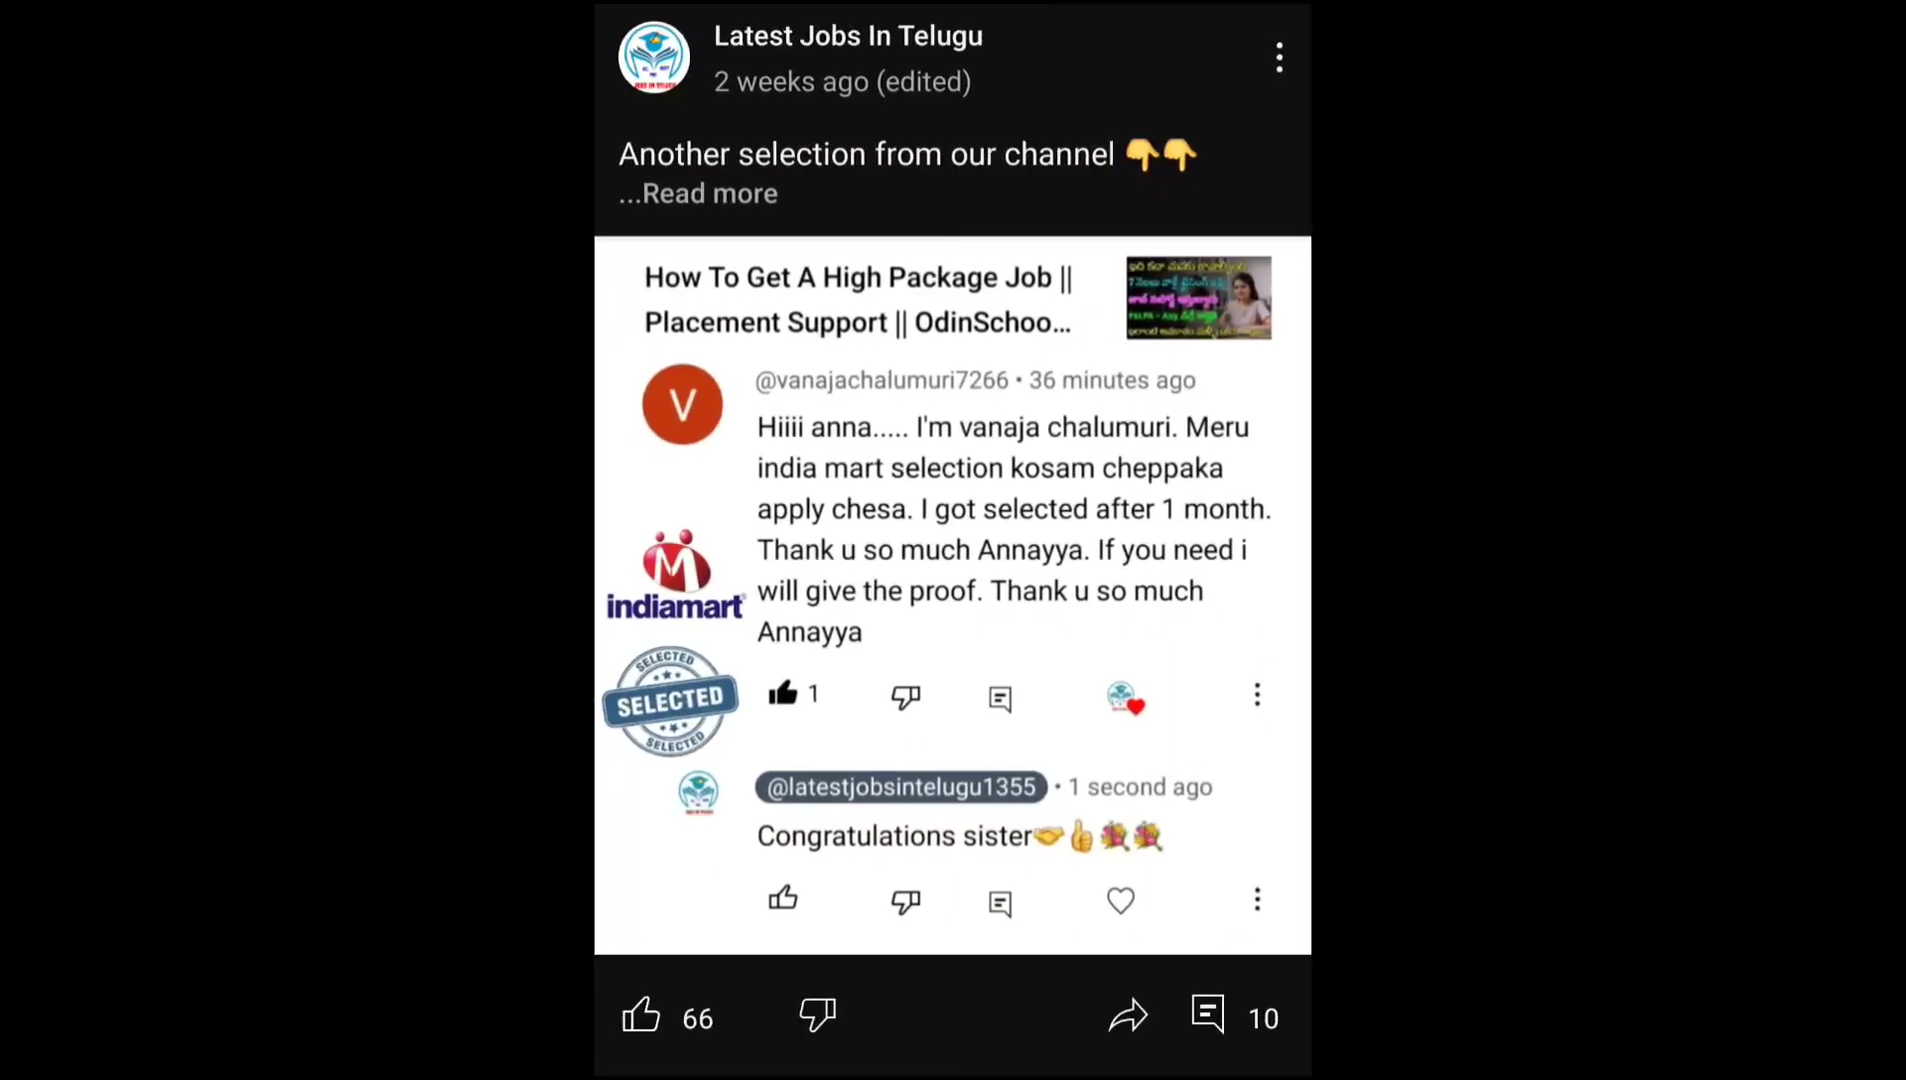 Latest Jobs In Telugu
2 weeks ago (edited)
Another selection from our channel 👇👇
...Read more
How To Get A High Package Job ||
Placement Support || OdinSchoo...
@vanajachalumuri7266 • 36 minutes ago
V
Hiiii anna..... I'm vanaja chalumuri. Meru
india mart selection kosam cheppaka
apply chesa. I got selected after 1 month.
Thank u so much Annayya. If you need i
will give the proof. Thank u so much
Annayya
indiamart
SELECTED
SELECTED
SELECTED
1
@latestjobsintelugu1355 • 1 second ago
Congratulations sister🤝👍💐💐
66
10